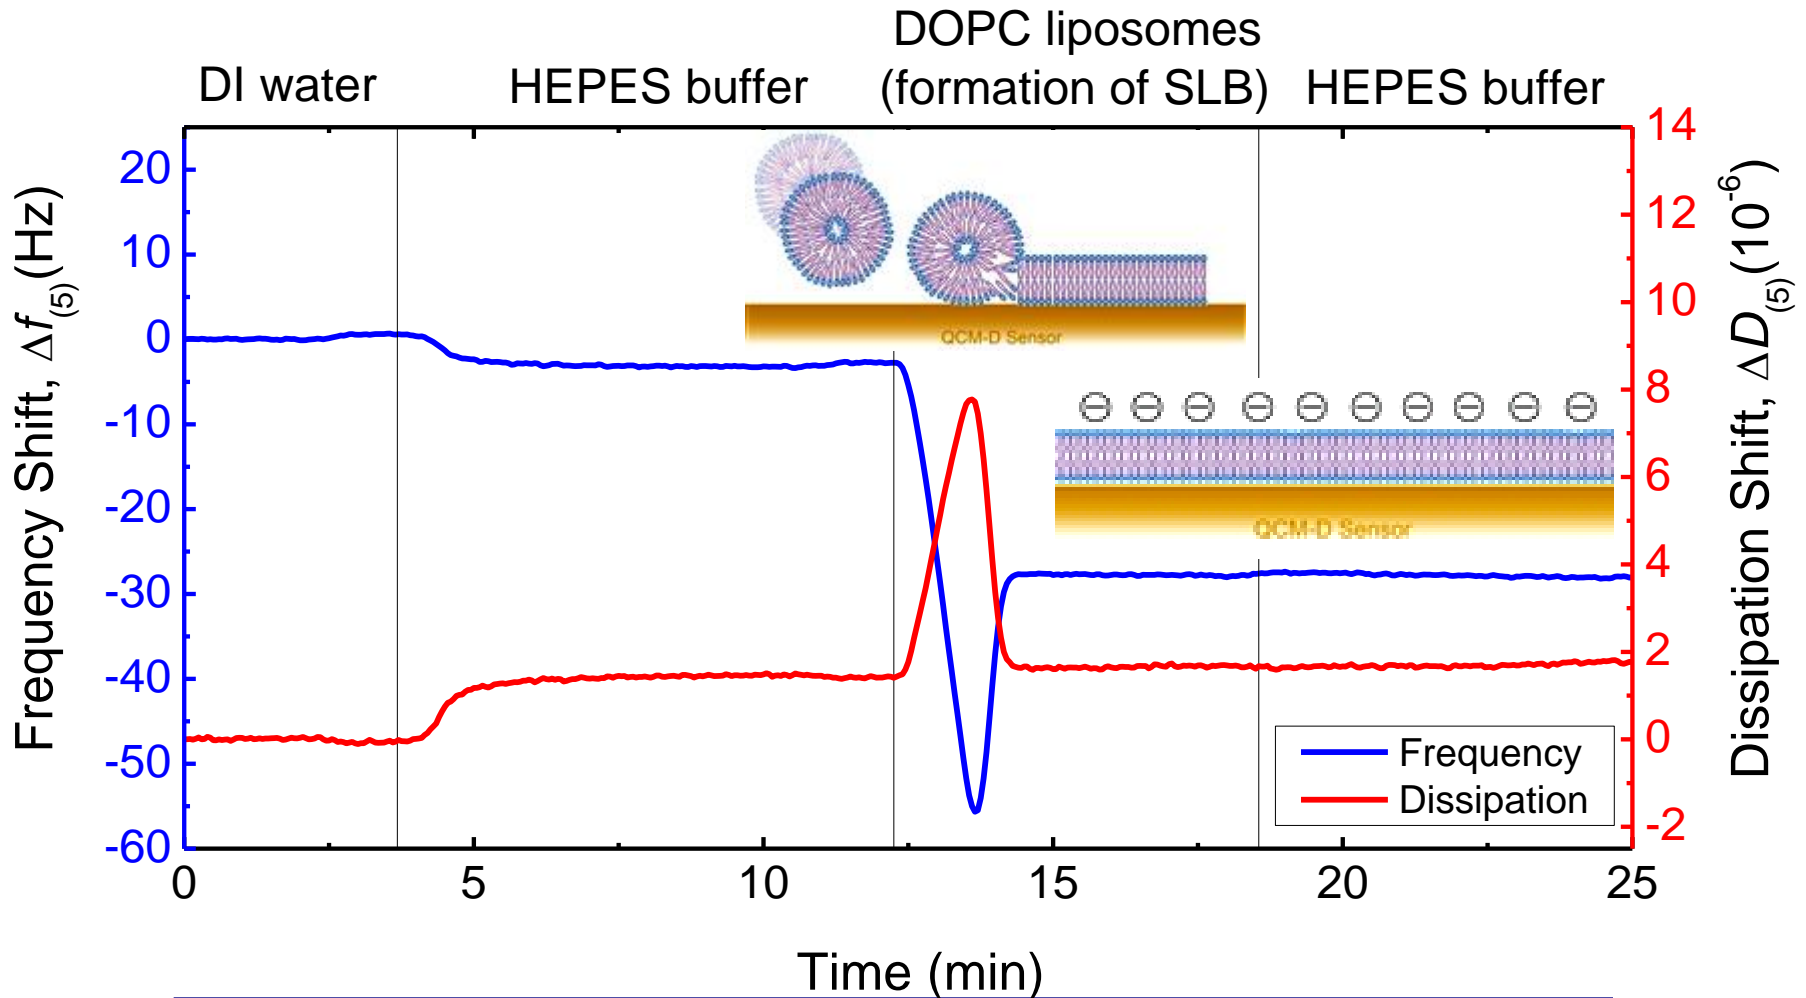 DOPC liposomes
DI water HEPES buffer (formation of SLB) HEPES buffer
Frequency Shift, Δf(5)(Hz)
20
10
0
-10
-20
-30
-40
-50
-60
QCM-D Sensor
QCM-D Sensor
14
12
10
8
6
4
2
0
-2
Dissipation Shift, ΔD(5)(10-6)
Frequency
Dissipation
0 5 10 15 20 25
Time (min)